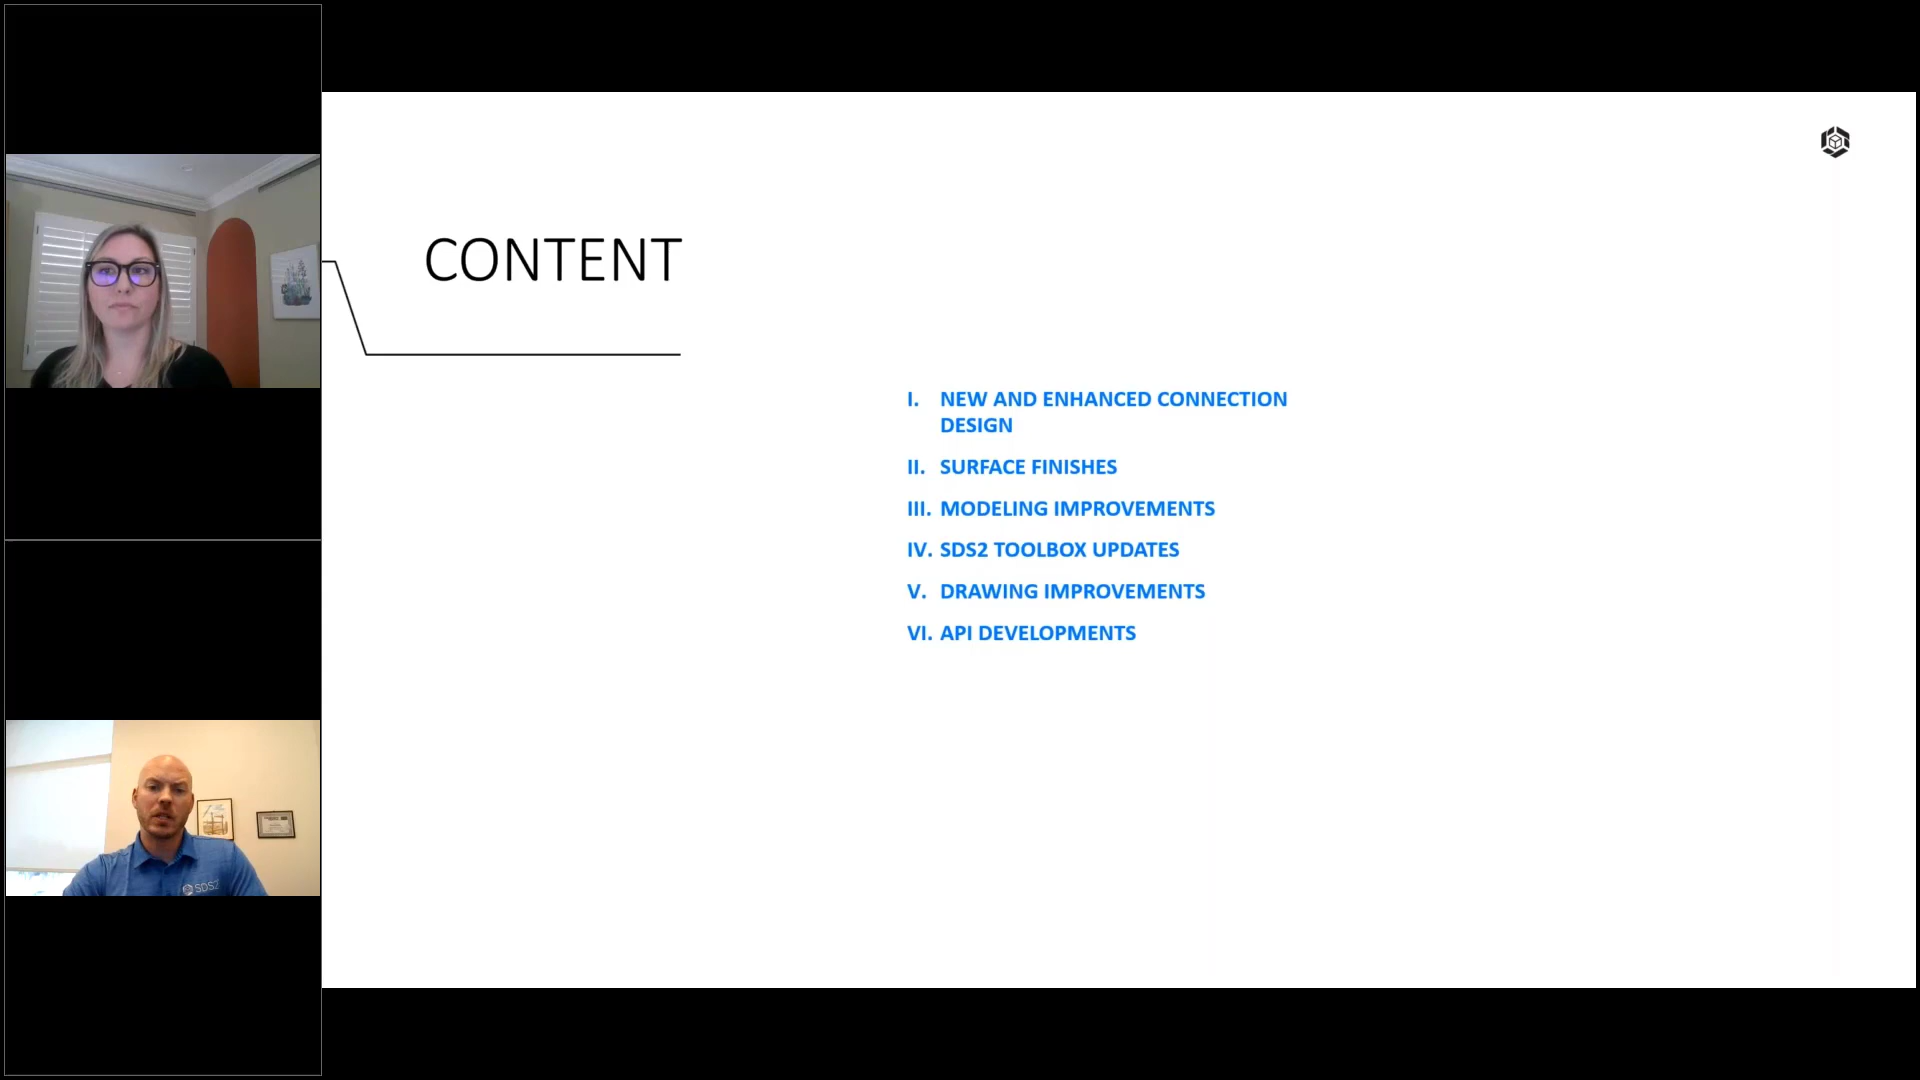 CONTENT
I. NEW AND ENHANCED CONNECTION
DESIGN
II. SURFACE FINISHES
III. MODELING IMPROVEMENTS
IV. SDS2 TOOLBOX UPDATES
V. DRAWING IMPROVEMENTS
VI. API DEVELOPMENTS
SDS2